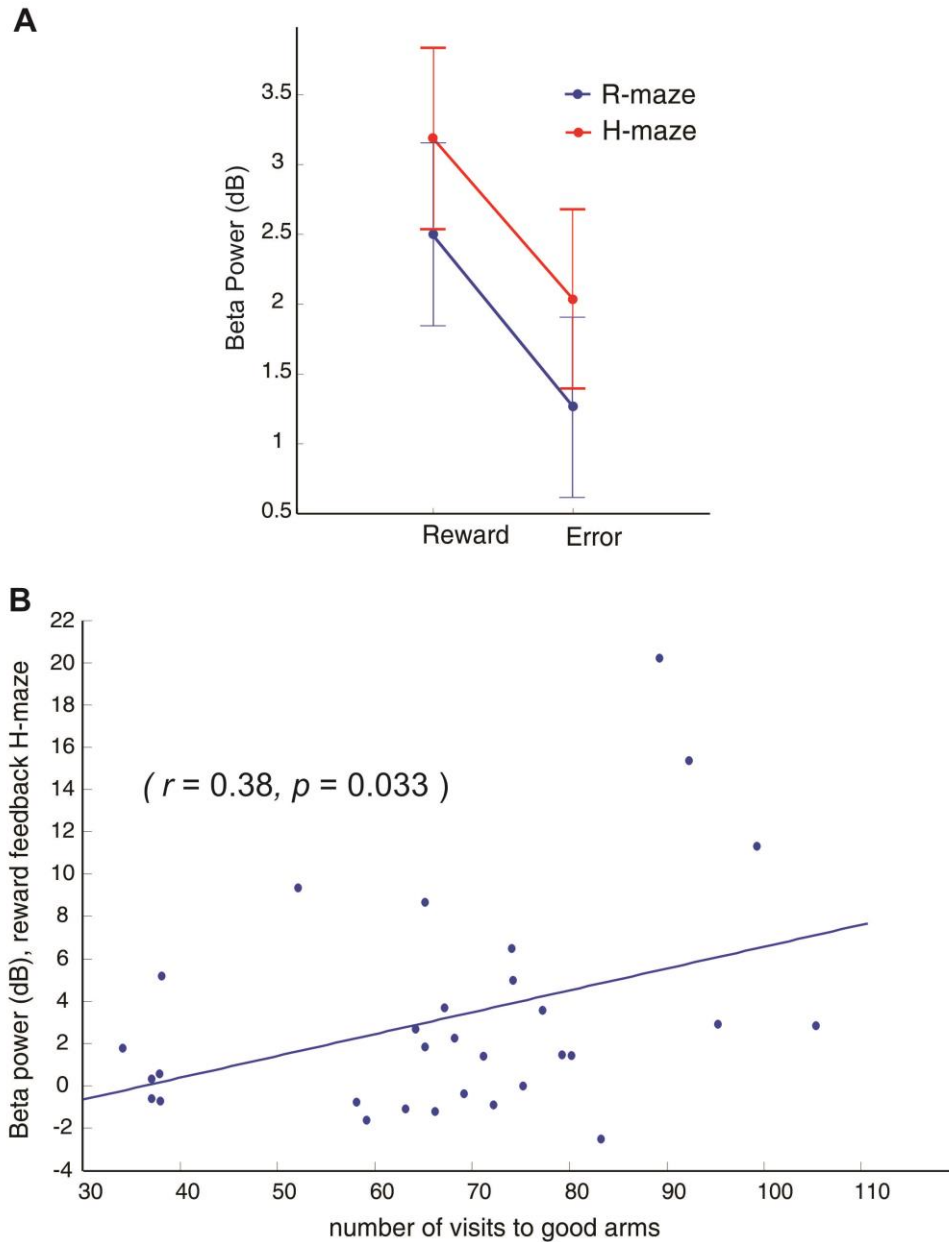 A
Beta Power (dB)
3.5
3
2.5
2
1.5
1
0.5
R-maze
H-maze
Reward
Error
B
Beta power (dB), reward feedback H-maze
22
20
18
16
14
12
10
8
6
4
2
0
-2
-4
( r = 0.38, p = 0.033 )
30 40 50 60 70 80 90 100 110
number of visits to good arms